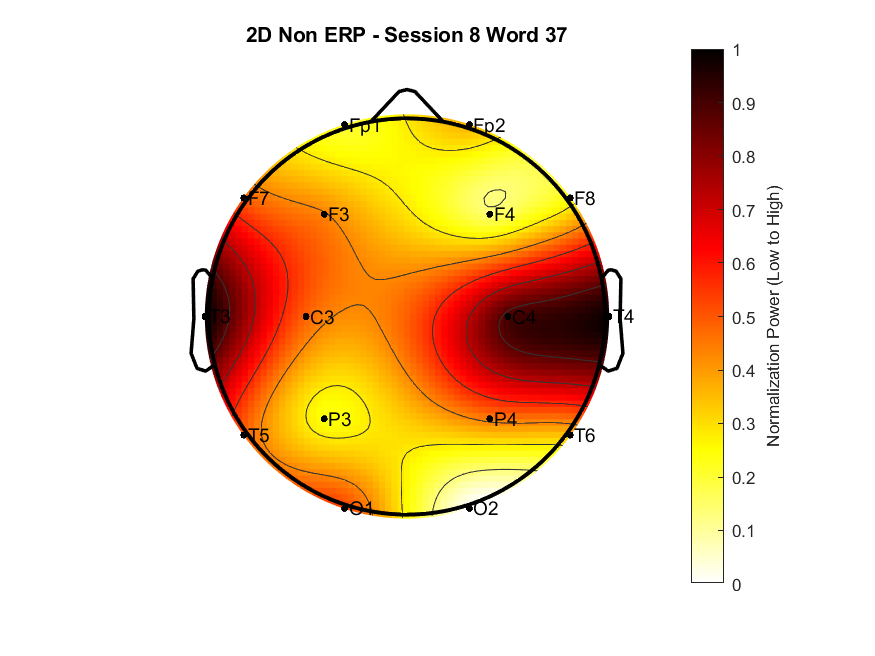 2D Non ERP - Session 8 Word 37
Fp1
Fp2
F7
F3
F4
F8
T3
C3
C4
T4
T5
P3
P4
T6
O1
O2
1
0.9
0.8
0.7
0.6
0.5
0.4
0.3
0.2
0.1
0
Normalization Power (Low to High)